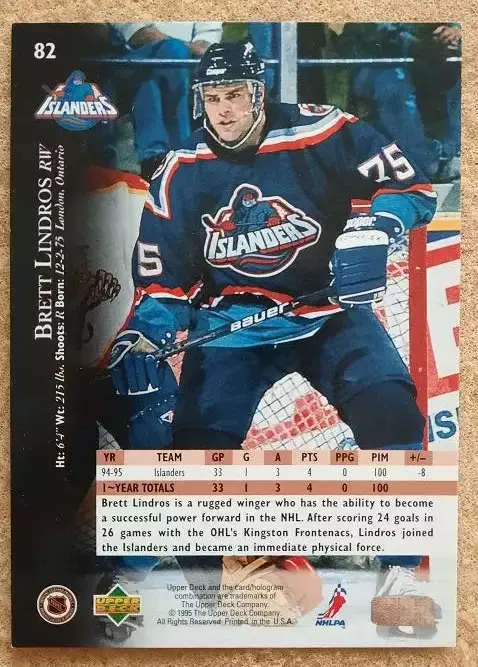 82
ISLANDERS
BRETT LINDROS RW
Ht: 6'4" Wt: 215 lbs. Shoots: R Born: 12-2-75 London, Ontario
COOPER
75
75
ISLANDERS
BAUER
YR TEAM GP G A PTS PPG PIM +/–
94-95 Islanders 33 1 3 4 0 100 -8
1~YEAR TOTALS 33 1 3 4 0 100
Brett Lindros is a rugged winger who has the ability to become
a successful power forward in the NHL. After scoring 24 goals in
26 games with the OHL's Kingston Frontenacs, Lindros joined
the Islanders and became an immediate physical force.
NHL
UPPER DECK
Upper Deck and the card/hologram
combination are trademarks of
The Upper Deck Company.
© 1995 The Upper Deck Company.
All Rights Reserved. Printed in the U.S.A.
NHLPA